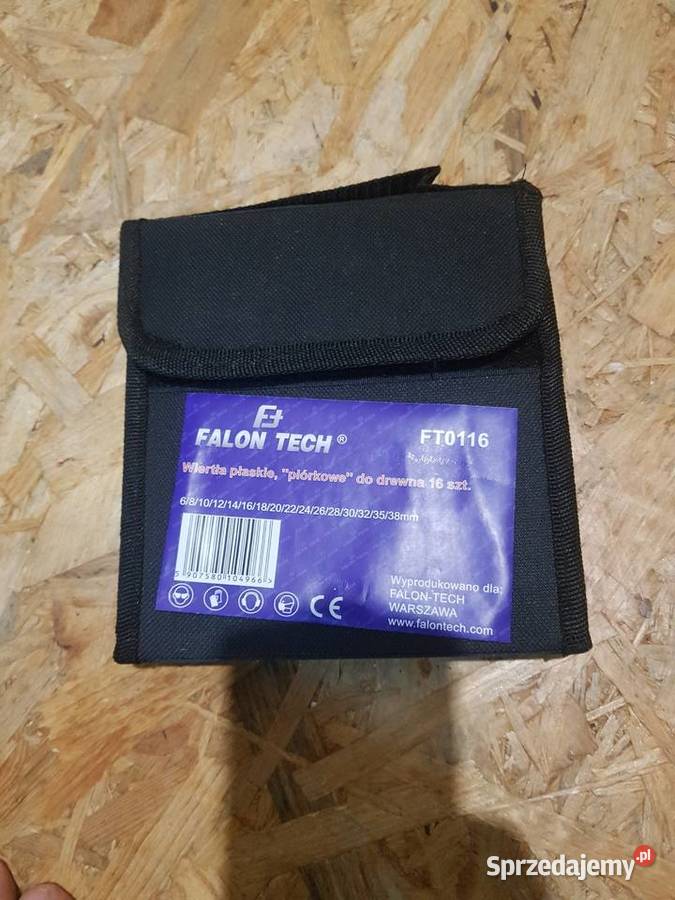 FALON TECH ®
FT0116
Wiertła płaskie, "piórkowe" do drewna 16 szt.
6/8/10/12/14/16/18/20/22/24/26/28/30/32/35/38mm
5 907580 104966 >
CE
Wyprodukowano dla:
FALON-TECH
WARSZAWA
www.falontech.com
Sprzedajemy.pl